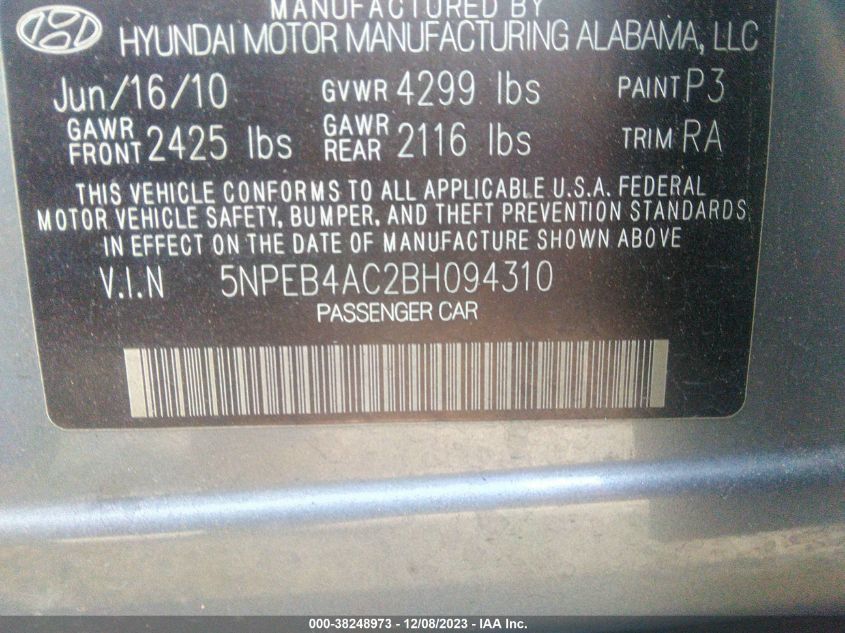 MANUFACTURED BY
HYUNDAI MOTOR MANUFACTURING ALABAMA, LLC
Jun/16/10 GVWR 4299 lbs PAINT P3
GAWR FRONT 2425 lbs GAWR REAR 2116 lbs TRIM RA
THIS VEHICLE CONFORMS TO ALL APPLICABLE U.S.A. FEDERAL
MOTOR VEHICLE SAFETY, BUMPER, AND THEFT PREVENTION STANDARDS
IN EFFECT ON THE DATE OF MANUFACTURE SHOWN ABOVE
V.I.N 5NPEB4AC2BH094310
PASSENGER CAR
000-38248973 - 12/08/2023 - IAA Inc.